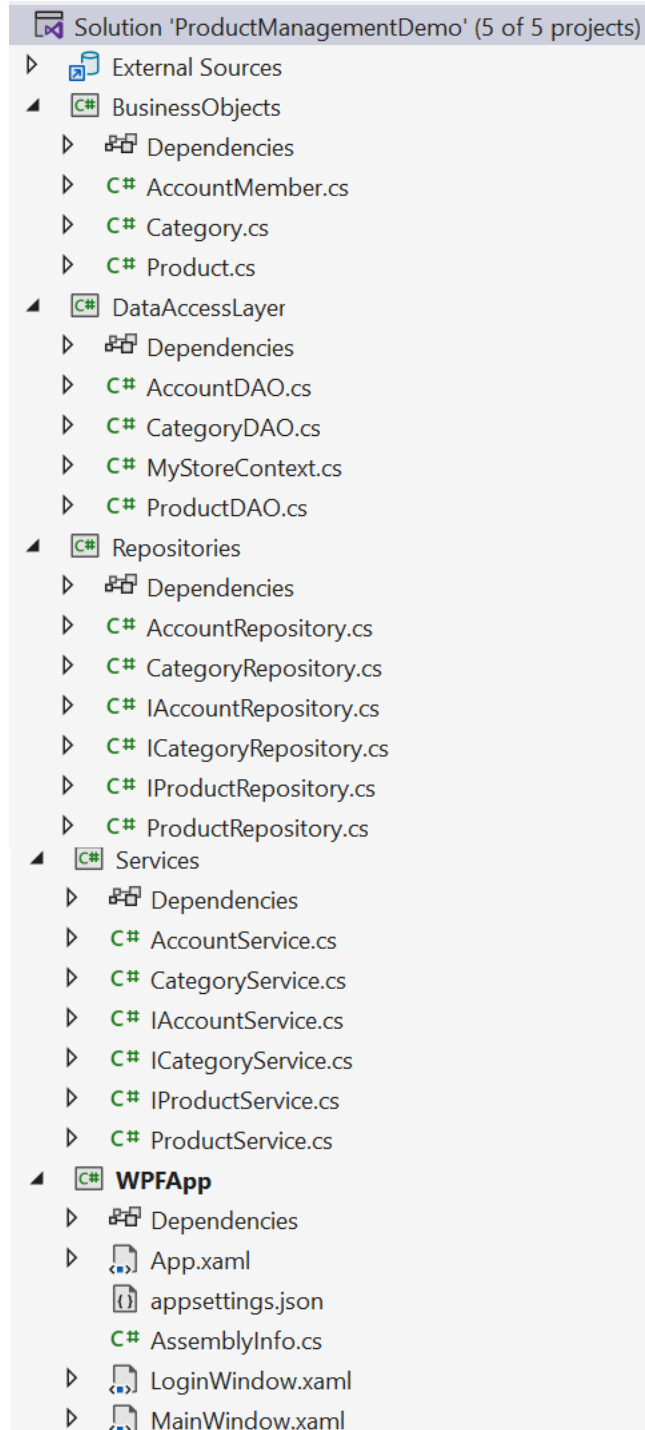 Solution 'ProductManagementDemo' (5 of 5 projects)
External Sources
C# BusinessObjects
Dependencies
C# AccountMember.cs
C# Category.cs
C# Product.cs
C# DataAccessLayer
Dependencies
C# AccountDAO.cs
C# CategoryDAO.cs
C# MyStoreContext.cs
C# ProductDAO.cs
C# Repositories
Dependencies
C# AccountRepository.cs
C# CategoryRepository.cs
C# IAccountRepository.cs
C# ICategoryRepository.cs
C# IProductRepository.cs
C# ProductRepository.cs
C# Services
Dependencies
C# AccountService.cs
C# CategoryService.cs
C# IAccountService.cs
C# ICategoryService.cs
C# IProductService.cs
C# ProductService.cs
C# WPFApp
Dependencies
App.xaml
appsettings.json
C# AssemblyInfo.cs
LoginWindow.xaml
MainWindow.xaml